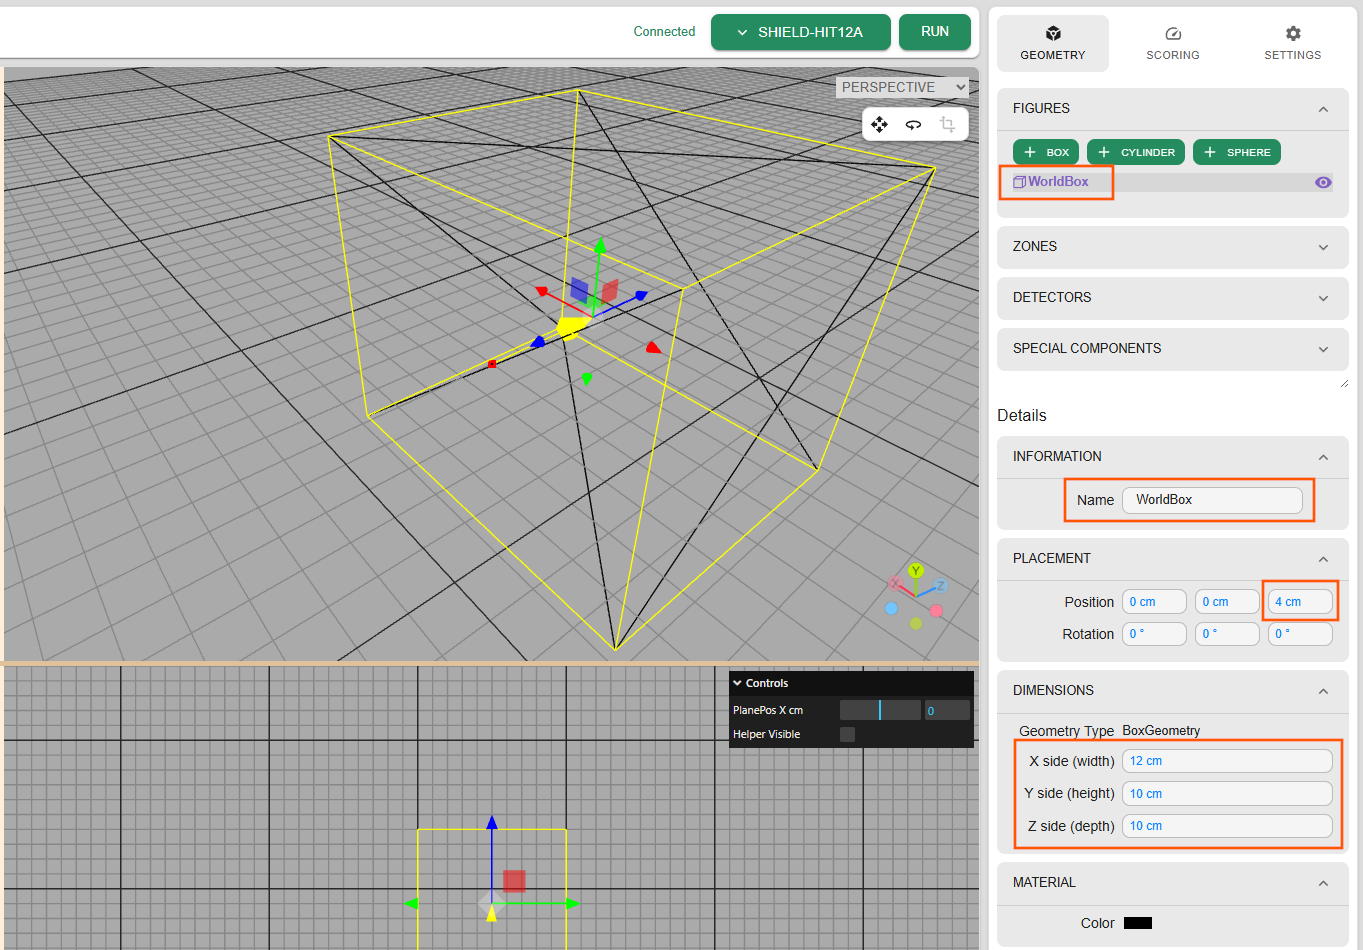 Connected
SHIELD-HIT12A
RUN
GEOMETRY
SCORING
SETTINGS
PERSPECTIVE
FIGURES
BOX
CYLINDER
SPHERE
WorldBox
ZONES
DETECTORS
SPECIAL COMPONENTS
Details
INFORMATION
Name WorldBox
PLACEMENT
Position 0 cm 0 cm 4 cm
Rotation 0 ° 0 ° 0 °
X Y Z
Controls
PlanePos X cm 0
Helper Visible
DIMENSIONS
Geometry Type BoxGeometry
X side (width) 12 cm
Y side (height) 10 cm
Z side (depth) 10 cm
MATERIAL
Color